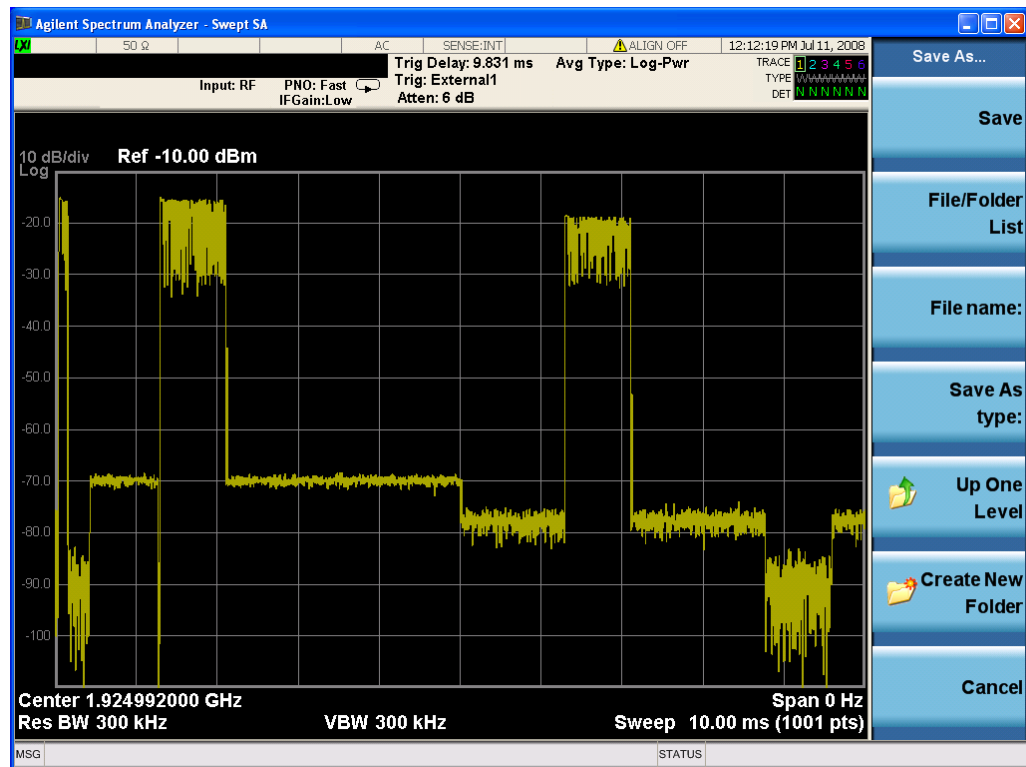 Agilent Spectrum Analyzer - Swept SA
LXI 50 Ω AC SENSE:INT ALIGN OFF 12:12:19 PM Jul 11, 2008
Trig Delay: 9.831 ms Avg Type: Log-Pwr TRACE 1 2 3 4 5 6
Input: RF PNO: Fast Trig: External1 TYPE
IFGain:Low Atten: 6 dB DET N N N N N N
10 dB/div Ref -10.00 dBm
Log
-20.0
-30.0
-40.0
-50.0
-60.0
-70.0
-80.0
-90.0
-100
Center 1.924992000 GHz Span 0 Hz
Res BW 300 kHz VBW 300 kHz Sweep 10.00 ms (1001 pts)
MSG STATUS
Save As...
Save
File/Folder
List
File name:
Save As
type:
Up One
Level
Create New
Folder
Cancel